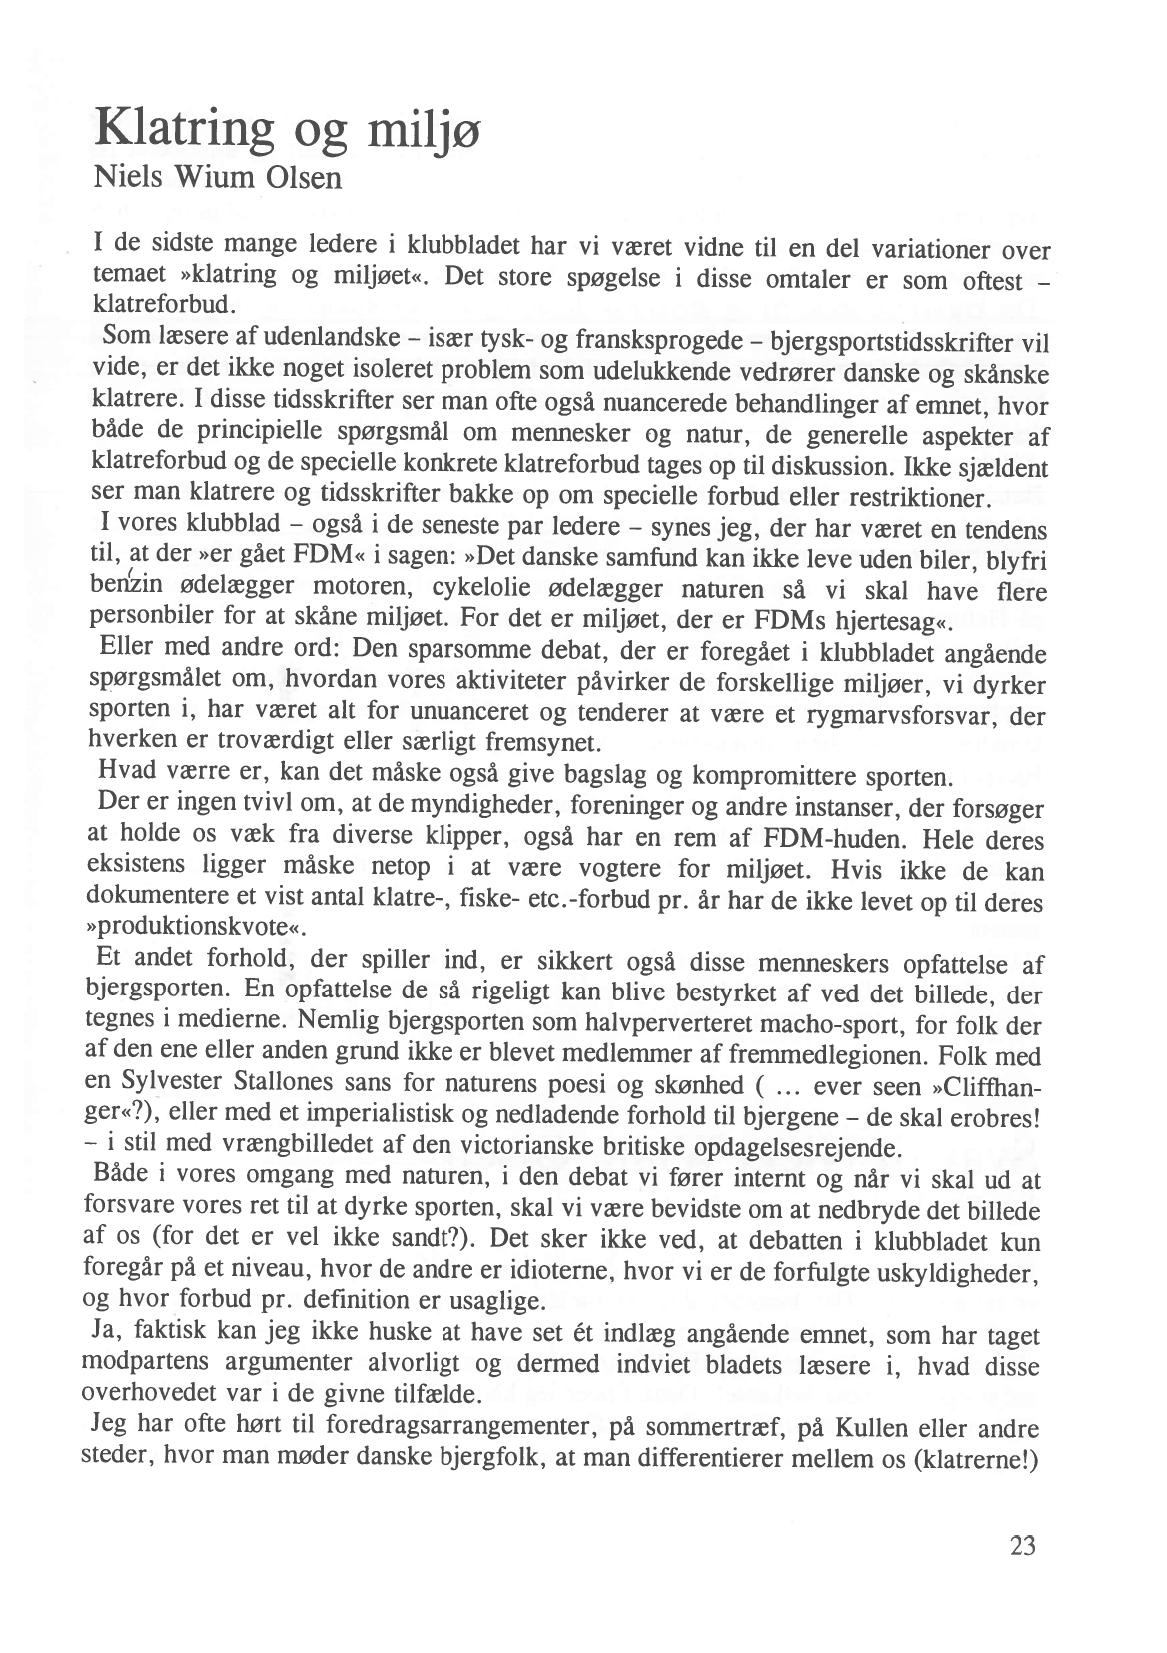 Klatring og miljø
Niels Wium Olsen
I de sidste mange ledere i klubbladet har vi været vidne til en del variationer over
temaet »klatring og miljøet«. Det store spøgelse i disse omtaler er som oftest –
klatreforbud.
Som læsere af udenlandske – især tysk- og fransksprogede – bjergsportstidsskrifter vil
vide, er det ikke noget isoleret problem som udelukkende vedrører danske og skånske
klatrere. I disse tidsskrifter ser man ofte også nuancerede behandlinger af emnet, hvor
både de principielle spørgsmål om mennesker og natur, de generelle aspekter af
klatreforbud og de specielle konkrete klatreforbud tages op til diskussion. Ikke sjældent
ser man klatrere og tidsskrifter bakke op om specielle forbud eller restriktioner.
I vores klubblad – også i de seneste par ledere – synes jeg, der har været en tendens
til, at der »er gået FDM« i sagen: »Det danske samfund kan ikke leve uden biler, blyfri
benzin ødelægger motoren, cykelolie ødelægger naturen så vi skal have flere
personbiler for at skåne miljøet. For det er miljøet, der er FDMs hjertesag«.
Eller med andre ord: Den sparsomme debat, der er foregået i klubbladet angående
spørgsmålet om, hvordan vores aktiviteter påvirker de forskellige miljøer, vi dyrker
sporten i, har været alt for unuanceret og tenderer at være et rygmarvsforsvar, der
hverken er troværdigt eller særligt fremsynet.
Hvad værre er, kan det måske også give bagslag og kompromittere sporten.
Der er ingen tvivl om, at de myndigheder, foreninger og andre instanser, der forsøger
at holde os væk fra diverse klipper, også har en rem af FDM-huden. Hele deres
eksistens ligger måske netop i at være vogtere for miljøet. Hvis ikke de kan
dokumentere et vist antal klatre-, fiske- etc.-forbud pr. år har de ikke levet op til deres
»produktionskvote«.
Et andet forhold, der spiller ind, er sikkert også disse menneskers opfattelse af
bjergsporten. En opfattelse de så rigeligt kan blive bestyrket af ved det billede, der
tegnes i medierne. Nemlig bjergsporten som halvperverteret macho-sport, for folk der
af den ene eller anden grund ikke er blevet medlemmer af fremmedlegionen. Folk med
en Sylvester Stallones sans for naturens poesi og skønhed ( ... ever seen »Cliffhan-
ger«?), eller med et imperialistisk og nedladende forhold til bjergene – de skal erobres!
– i stil med vrængbilledet af den victorianske britiske opdagelsesrejsende.
Både i vores omgang med naturen, i den debat vi fører internt og når vi skal ud at
forsvare vores ret til at dyrke sporten, skal vi være bevidste om at nedbryde det billede
af os (for det er vel ikke sandt?). Det sker ikke ved, at debatten i klubbladet kun
foregår på et niveau, hvor de andre er idioterne, hvor vi er de forfulgte uskyldigheder,
og hvor forbud pr. definition er usaglige.
Ja, faktisk kan jeg ikke huske at have set ét indlæg angående emnet, som har taget
modpartens argumenter alvorligt og dermed indviet bladets læsere i, hvad disse
overhovedet var i de givne tilfælde.
Jeg har ofte hørt til foredragsarrangementer, på sommertræf, på Kullen eller andre
steder, hvor man møder danske bjergfolk, at man differentierer mellem os (klatrerne!)
23